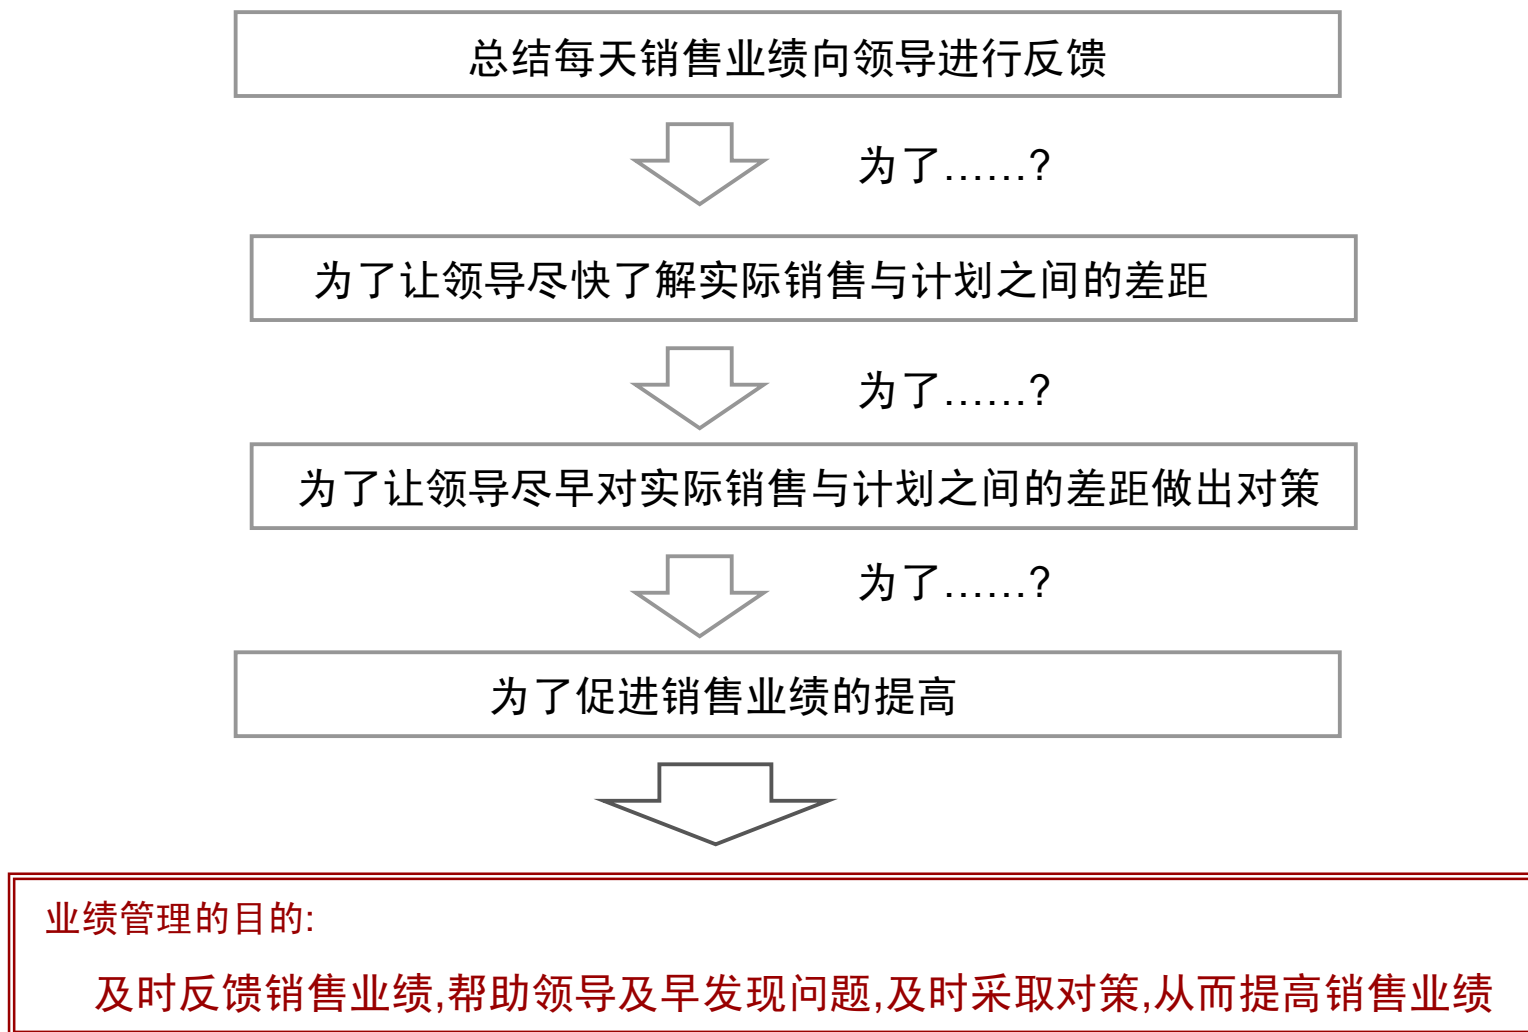 总结每天销售业绩向领导进行反馈
为了……?
为了让领导尽快了解实际销售与计划之间的差距
为了……?
为了让领导尽早对实际销售与计划之间的差距做出对策
为了……?
为了促进销售业绩的提高
业绩管理的目的:
及时反馈销售业绩,帮助领导及早发现问题,及时采取对策,从而提高销售业绩